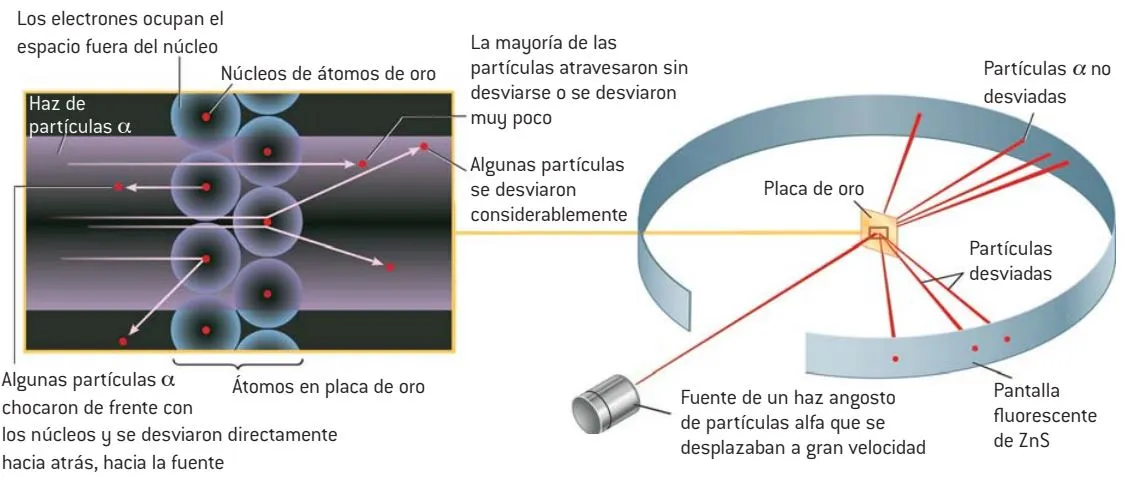 Los electrones ocupan el
espacio fuera del núcleo
Núcleos de átomos de oro
Haz de
partículas α
La mayoría de las
partículas atravesaron sin
desviarse o se desviaron
muy poco
Algunas partículas
se desviaron
considerablemente
Algunas partículas α
chocaron de frente con
los núcleos y se desviaron directamente
hacia atrás, hacia la fuente
Átomos en placa de oro
Partículas α no
desviadas
Placa de oro
Partículas
desviadas
Fuente de un haz angosto
de partículas alfa que se
desplazaban a gran velocidad
Pantalla
fluorescente
de ZnS